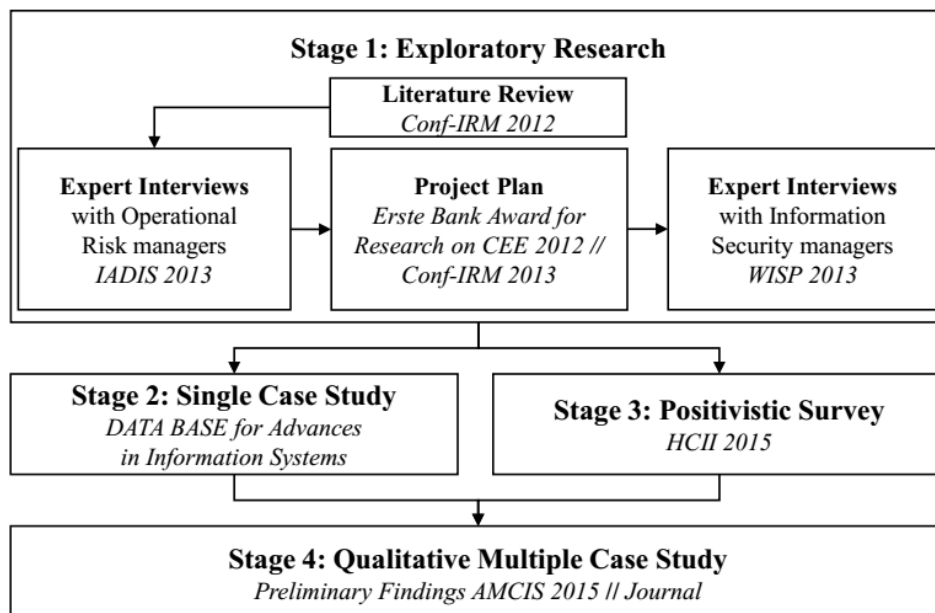 Stage 1: Exploratory Research
Literature Review
Conf-IRM 2012
Expert Interviews
with Operational
Risk managers
IADIS 2013
Project Plan
Erste Bank Award for
Research on CEE 2012 //
Conf-IRM 2013
Expert Interviews
with Information
Security managers
WISP 2013
Stage 2: Single Case Study
DATA BASE for Advances
in Information Systems
Stage 3: Positivistic Survey
HCII 2015
Stage 4: Qualitative Multiple Case Study
Preliminary Findings AMCIS 2015 // Journal